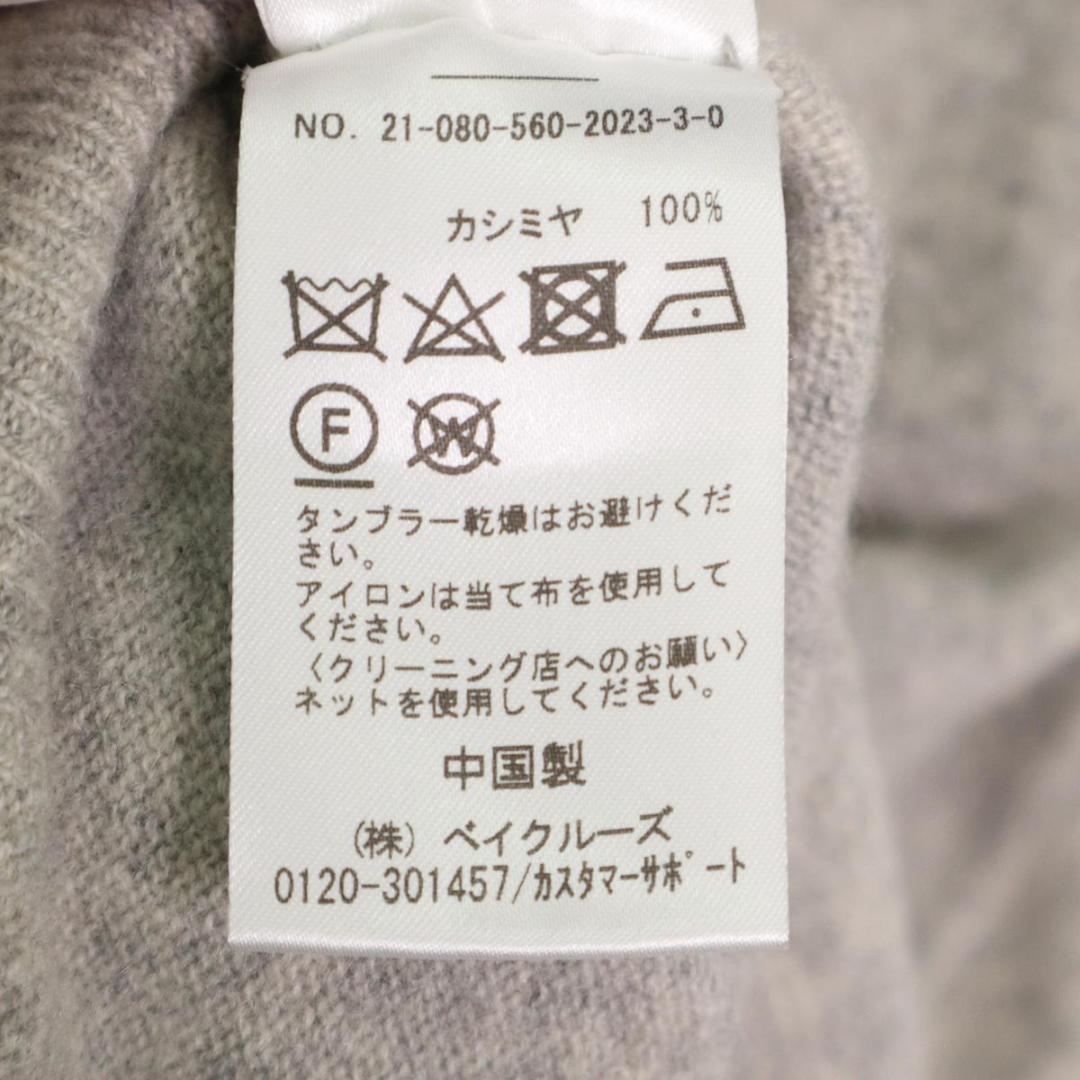 NO. 21-080-560-2023-3-0
カシミヤ 100%
F W
タンブラー乾燥はお避けくだ
さい。
アイロンは当て布を使用して
ください。
〈クリーニング店へのお願い〉
ネットを使用してください。
中国製
(株) ベイクルーズ
0120-301457/カスタマーサポート